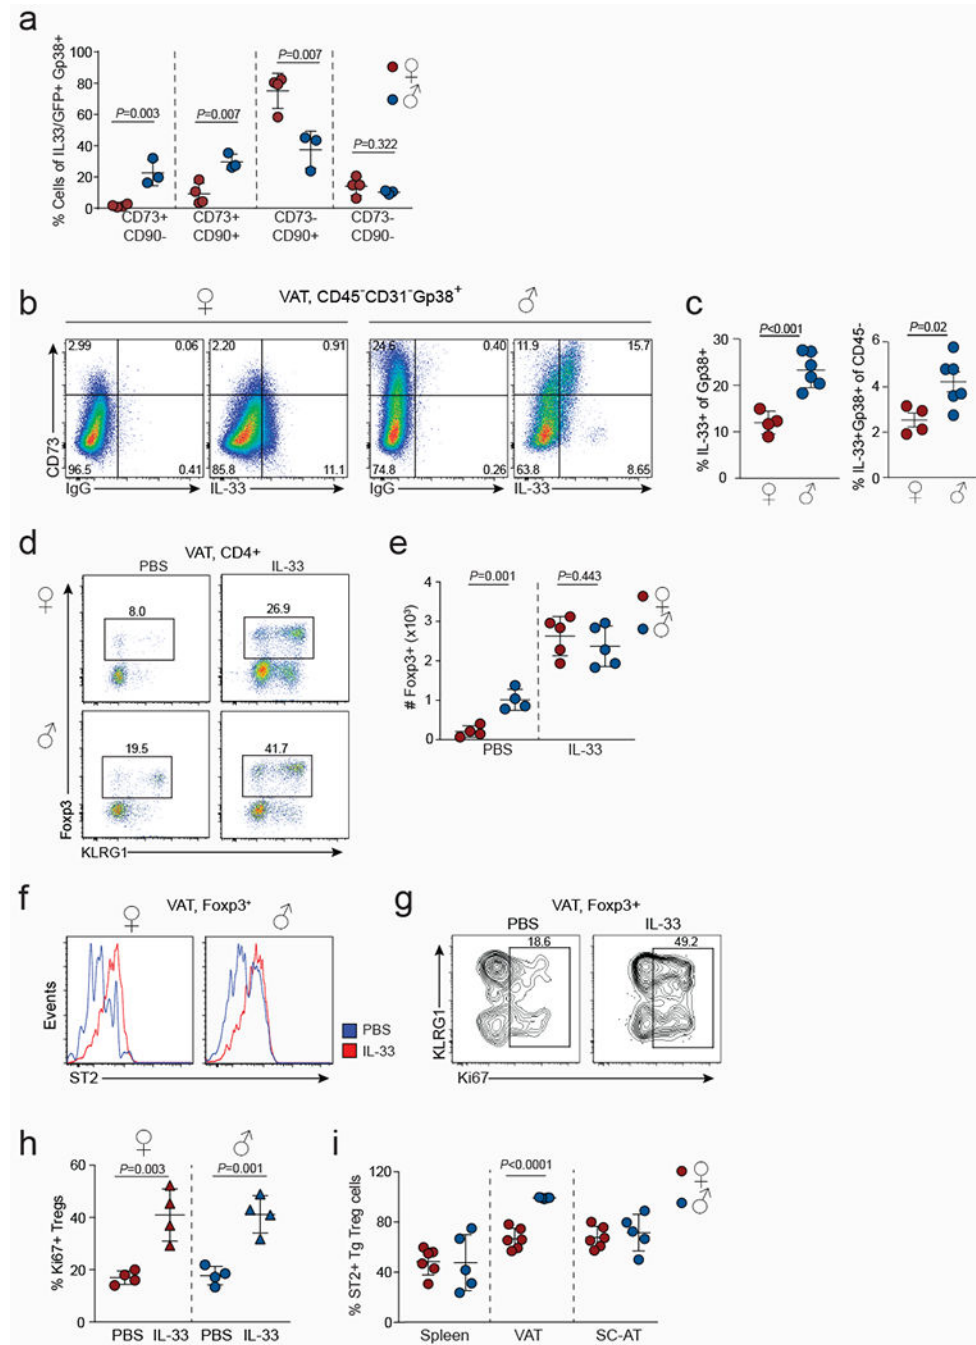 a
% Cells of IL33/GFP+ Gp38+
100
80
60
40
20
0
P=0.003
P=0.007
P=0.007
P=0.322
♀
♂
CD73+ CD73+ CD73- CD73-
CD90- CD90+ CD90+ CD90-
b
♀ VAT, CD45-CD31-Gp38+ ♂
2.99 0.06 2.20 0.91 24.6 0.40 11.9 15.7
CD73
96.5 0.41 85.8 11.1 74.8 0.26 63.8 8.65
IgG IL-33 IgG IL-33
c
P<0.001
% IL-33+ of Gp38+
30
20
10
0
♀ ♂
P=0.02
% IL-33+Gp38+ of CD45-
6
4
2
0
♀ ♂
d
VAT, CD4+
PBS IL-33
♀
8.0 26.9
♂
19.5 41.7
Foxp3
KLRG1
e
# Foxp3+ (x10³)
4
3
2
1
0
P=0.001 P=0.443
♀
♂
PBS IL-33
f
VAT, Foxp3+
♀ ♂
Events
ST2
PBS
IL-33
g
VAT, Foxp3+
PBS IL-33
18.6 49.2
KLRG1
Ki67
h
♀ ♂
% Ki67+ Tregs
60
40
20
0
P=0.003 P=0.001
PBS IL-33 PBS IL-33
i
% ST2+ Tg Treg cells
120
80
40
0
P<0.0001
♀
♂
Spleen VAT SC-AT